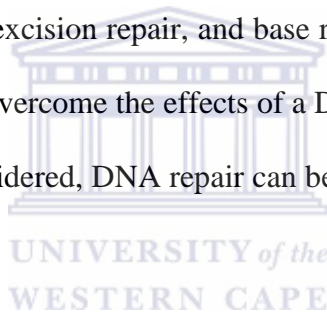 excision repair, and base
vercome the effects of a D
idered, DNA repair can be
UNIVERSITY of the
WESTERN CAPE